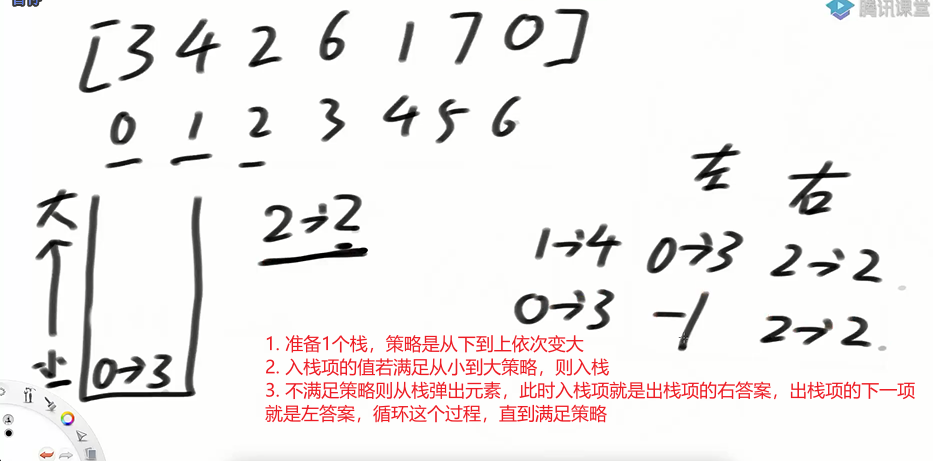 腾讯课堂
[3 4 2 6 1 7 0]
0 1 2 3 4 5 6
左 右
大
2→2
1→4 0→3 2→2
0→3 -1 2→2
小
0→3
1. 准备1个栈，策略是从下到上依次变大
2. 入栈项的值若满足从小到大策略，则入栈
3. 不满足策略则从栈弹出元素，此时入栈项就是出栈项的右答案，出栈项的下一项
就是左答案，循环这个过程，直到满足策略